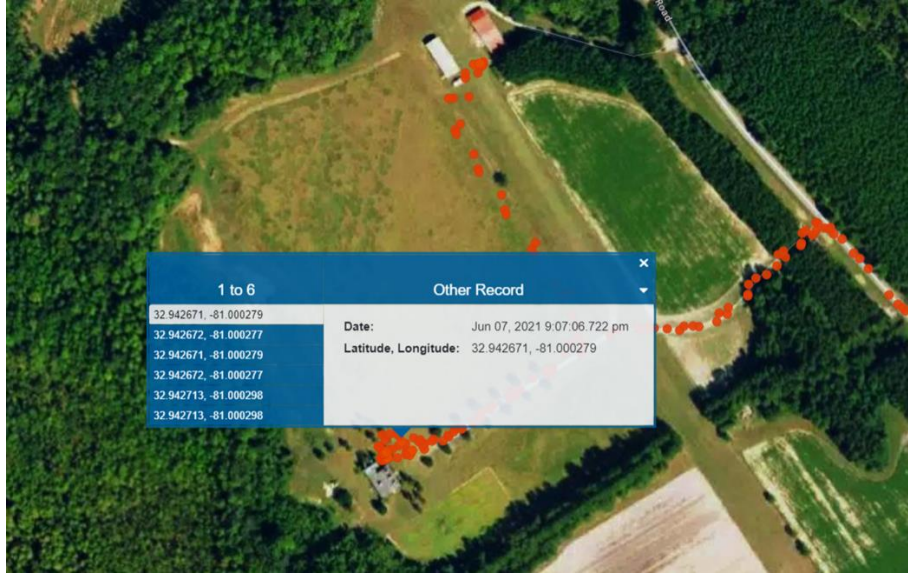 Road
×
1 to 6
Other Record
32.942671, -81.000279
32.942672, -81.000277
32.942671, -81.000279
32.942672, -81.000277
32.942713, -81.000298
32.942713, -81.000298
Date: Jun 07, 2021 9:07:06.722 pm
Latitude, Longitude: 32.942671, -81.000279